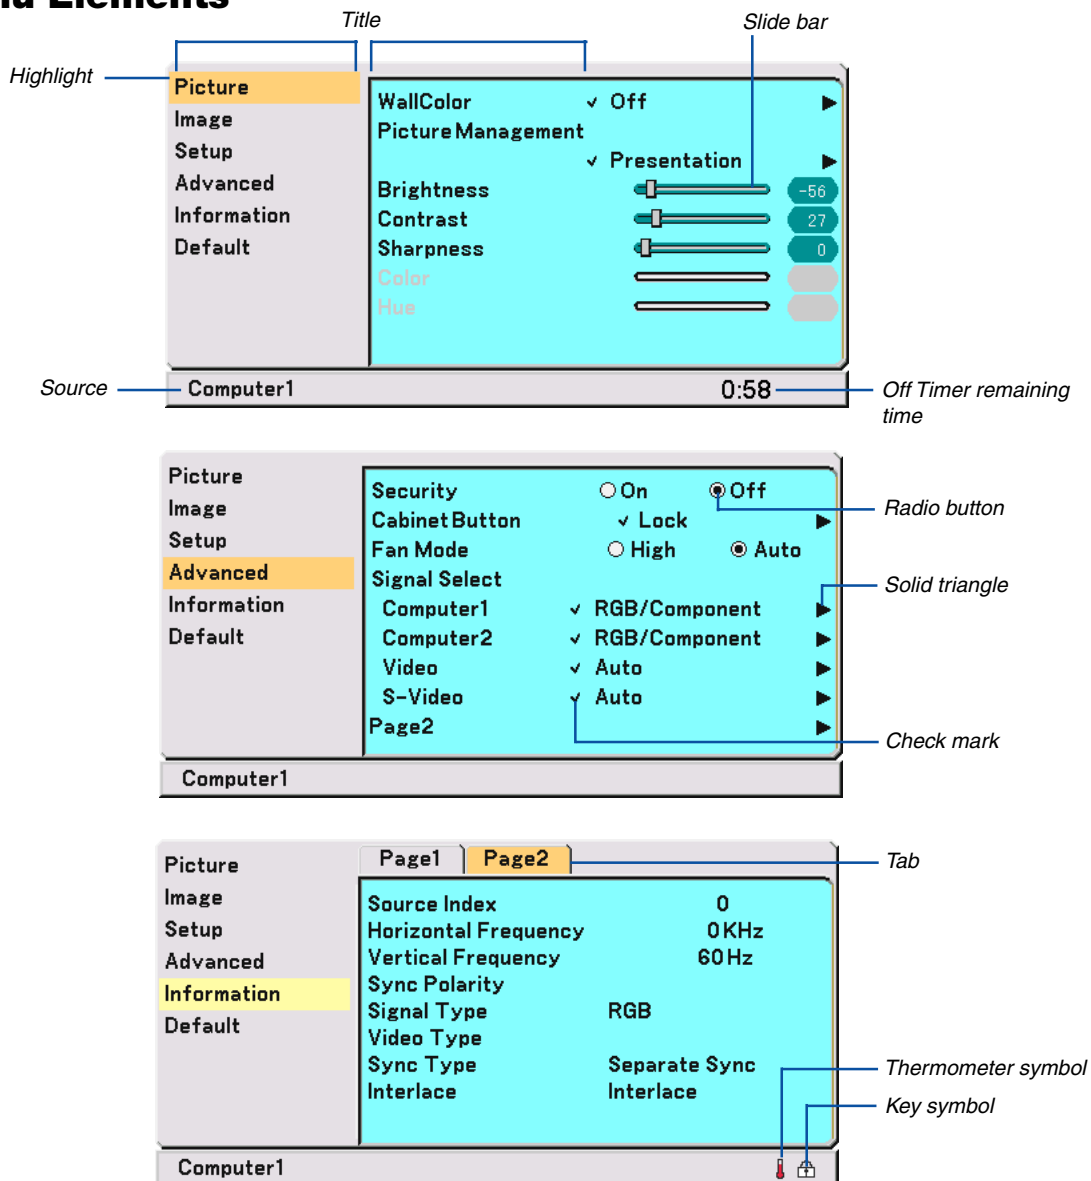 Elements
Title
Slide bar
Highlight
Picture
Image
Setup
Advanced
Information
Default
WallColor ✓ Off ▶
Picture Management
✓ Presentation ▶
Brightness -56
Contrast 27
Sharpness 0
Color
Hue
Source
Computer1 0:58
Off Timer remaining
time
Picture
Image
Setup
Advanced
Information
Default
Security On Off
Cabinet Button ✓ Lock ▶
Fan Mode High Auto
Signal Select
Computer1 ✓ RGB/Component ▶
Computer2 ✓ RGB/Component ▶
Video ✓ Auto ▶
S-Video ✓ Auto ▶
Page2 ▶
Radio button
Solid triangle
Check mark
Computer1
Picture
Image
Setup
Advanced
Information
Default
Page1 Page2
Tab
Source Index 0
Horizontal Frequency 0KHz
Vertical Frequency 60Hz
Sync Polarity
Signal Type RGB
Video Type
Sync Type Separate Sync
Interlace Interlace
Thermometer symbol
Key symbol
Computer1